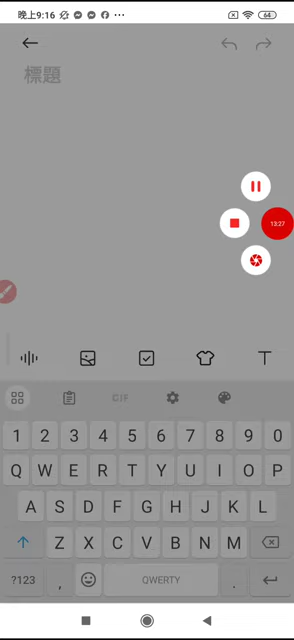 晚上9:16
64
標題
13:27
T
GIF
1 2 3 4 5 6 7 8 9 0
Q W E R T Y U I O P
A S D F G H J K L
Z X C V B N M
?123 , QWERTY .